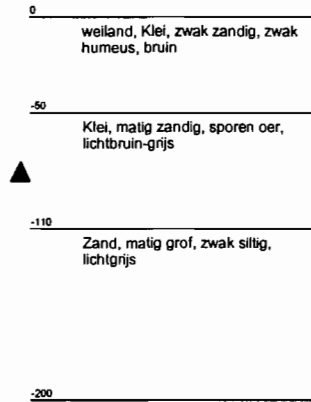 0
weiland, Klei, zwak zandig, zwak
humeus, bruin
-50
Klei, matig zandig, sporen oer,
lichtbruin-grijs
-110
Zand, matig grof, zwak siltig,
lichtgrijs
-200